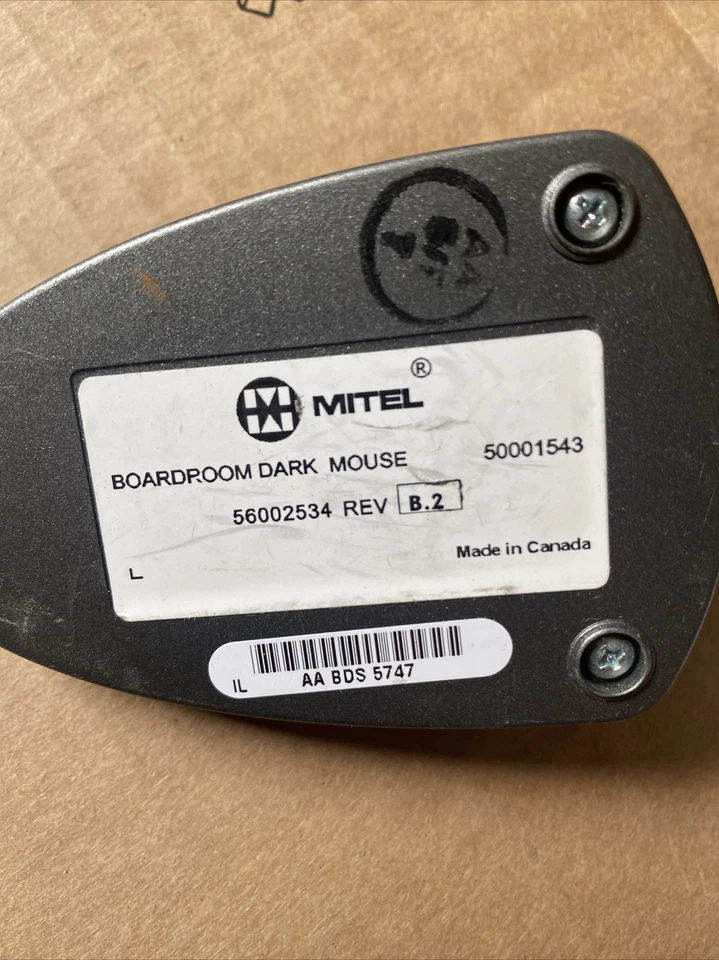 MITEL®
BOARDROOM DARK MOUSE 50001543
56002534 REV B.2
Made in Canada
L
IL AA BDS 5747